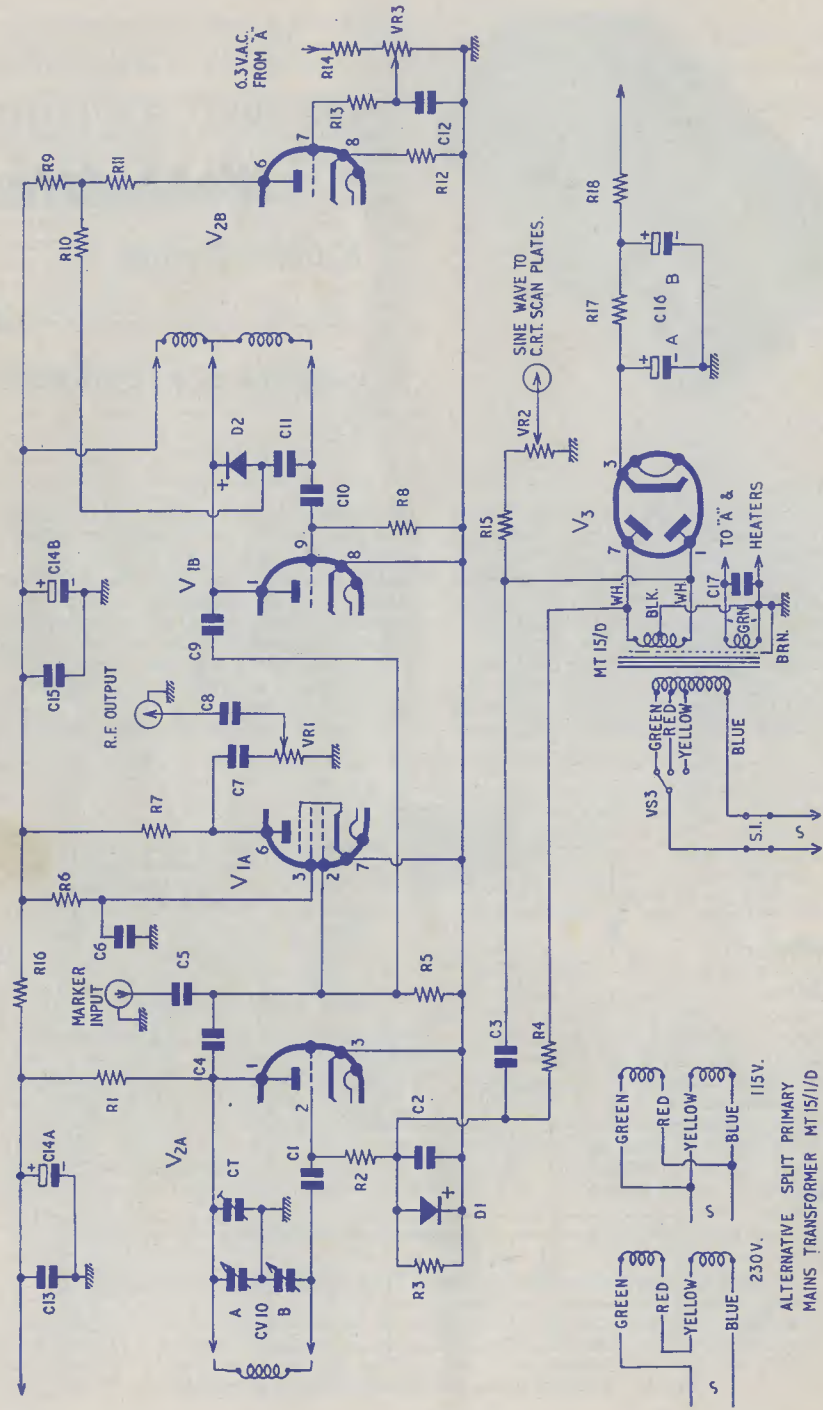 C13
C14A
+
-
R1
R16
MARKER
INPUT
C6
R6
R7
R.F. OUTPUT
C15
C14B
+
-
R10
R9
R11
CV10
A
B
CT
V2A
1
2
3
C4
C5
V1A
6
3
2
7
C7
C8
VR1
C9
V1B
1
9
8
D2
+
C11
C10
V2B
6
7
8
6.3V.A.C.
FROM "A"
R14
VR3
R13
C12
R12
C1
R2
R3
D1
+
C2
R5
R8
C3
R4
R15
VR2
SINE WAVE TO
C.R.T. SCAN PLATES.
GREEN
RED
YELLOW
BLUE
S
230V.
GREEN
RED
YELLOW
BLUE
S
115V.
ALTERNATIVE SPLIT PRIMARY
MAINS TRANSFORMER MT15/1/D
VS3
GREEN
RED
YELLOW
BLUE
S.I.
S
MT 15/D
WH.
BLK.
WH.
GRN.
BRN.
C17
TO "A" &
HEATERS
V3
7
1
3
R17
R18
+
-
A
C16
B
+
-